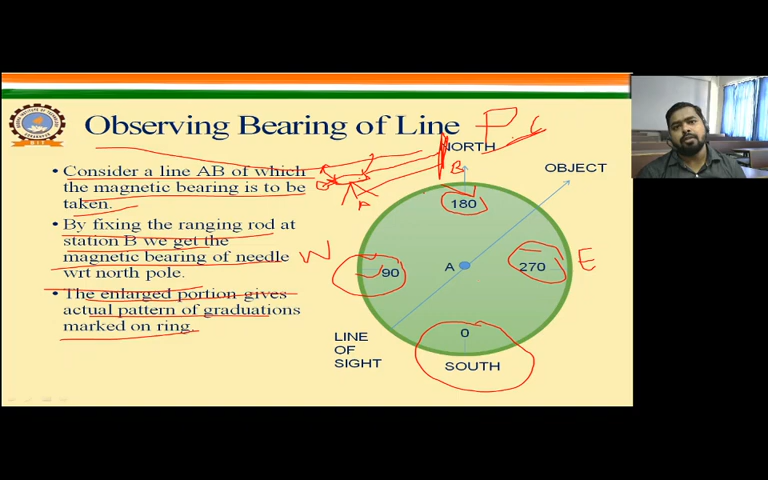 Observing Bearing of Line
P.C
NORTH
OBJECT
Consider a line AB of which
the magnetic bearing is to be
taken.
By fixing the ranging rod at
station B we get the
magnetic bearing of needle
wrt north pole.
The enlarged portion gives
actual pattern of graduations
marked on ring.
B
A
B
180
W
90
A
270
E
0
LINE
OF
SIGHT
SOUTH